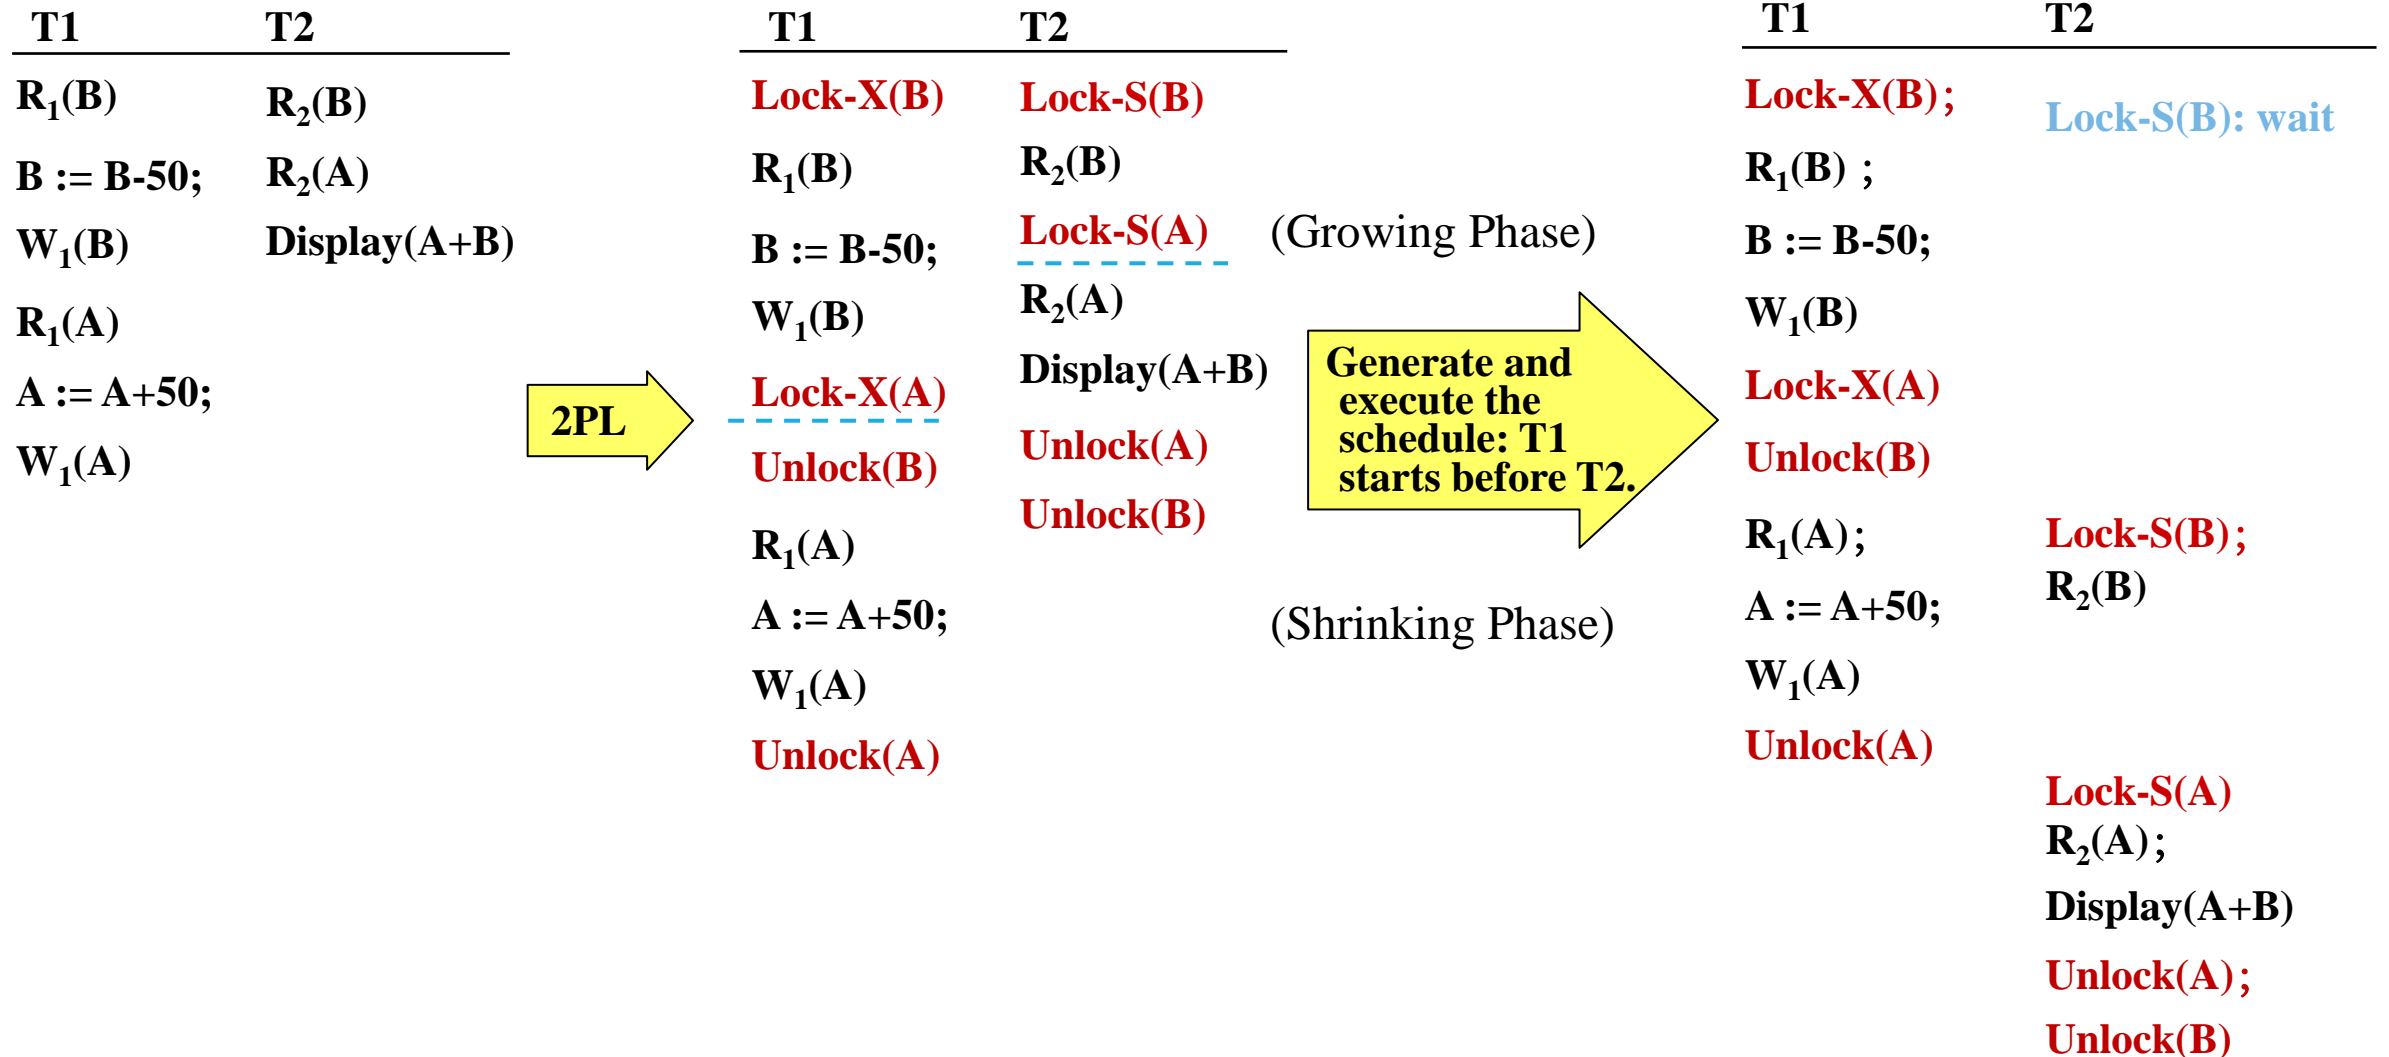 T1 T2
R1(B) R2(B)
B := B-50; R2(A)
W1(B) Display(A+B)
R1(A)
A := A+50;
W1(A)
2PL
T1 T2
Lock-X(B) Lock-S(B)
R1(B) R2(B)
B := B-50; Lock-S(A) (Growing Phase)
W1(B) R2(A)
Lock-X(A) Display(A+B)
Unlock(B) Unlock(A)
R1(A) Unlock(B)
A := A+50; (Shrinking Phase)
W1(A)
Unlock(A)
Generate and
execute the
schedule: T1
starts before T2.
T1 T2
Lock-X(B); Lock-S(B): wait
R1(B) ;
B := B-50;
W1(B)
Lock-X(A)
Unlock(B)
R1(A); Lock-S(B);
A := A+50; R2(B)
W1(A)
Unlock(A)
Lock-S(A)
R2(A);
Display(A+B)
Unlock(A);
Unlock(B)